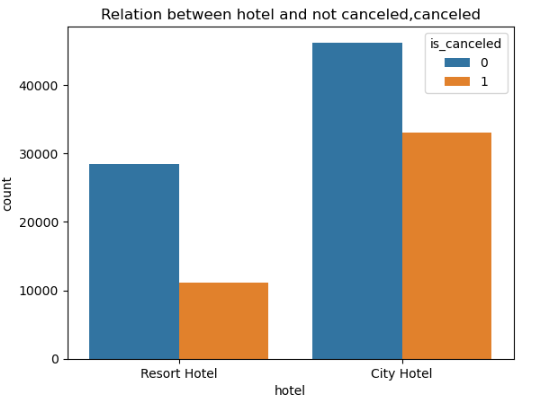 Relation between hotel and not canceled,canceled
is_canceled
0
1
count
40000
30000
20000
10000
0
Resort Hotel
City Hotel
hotel